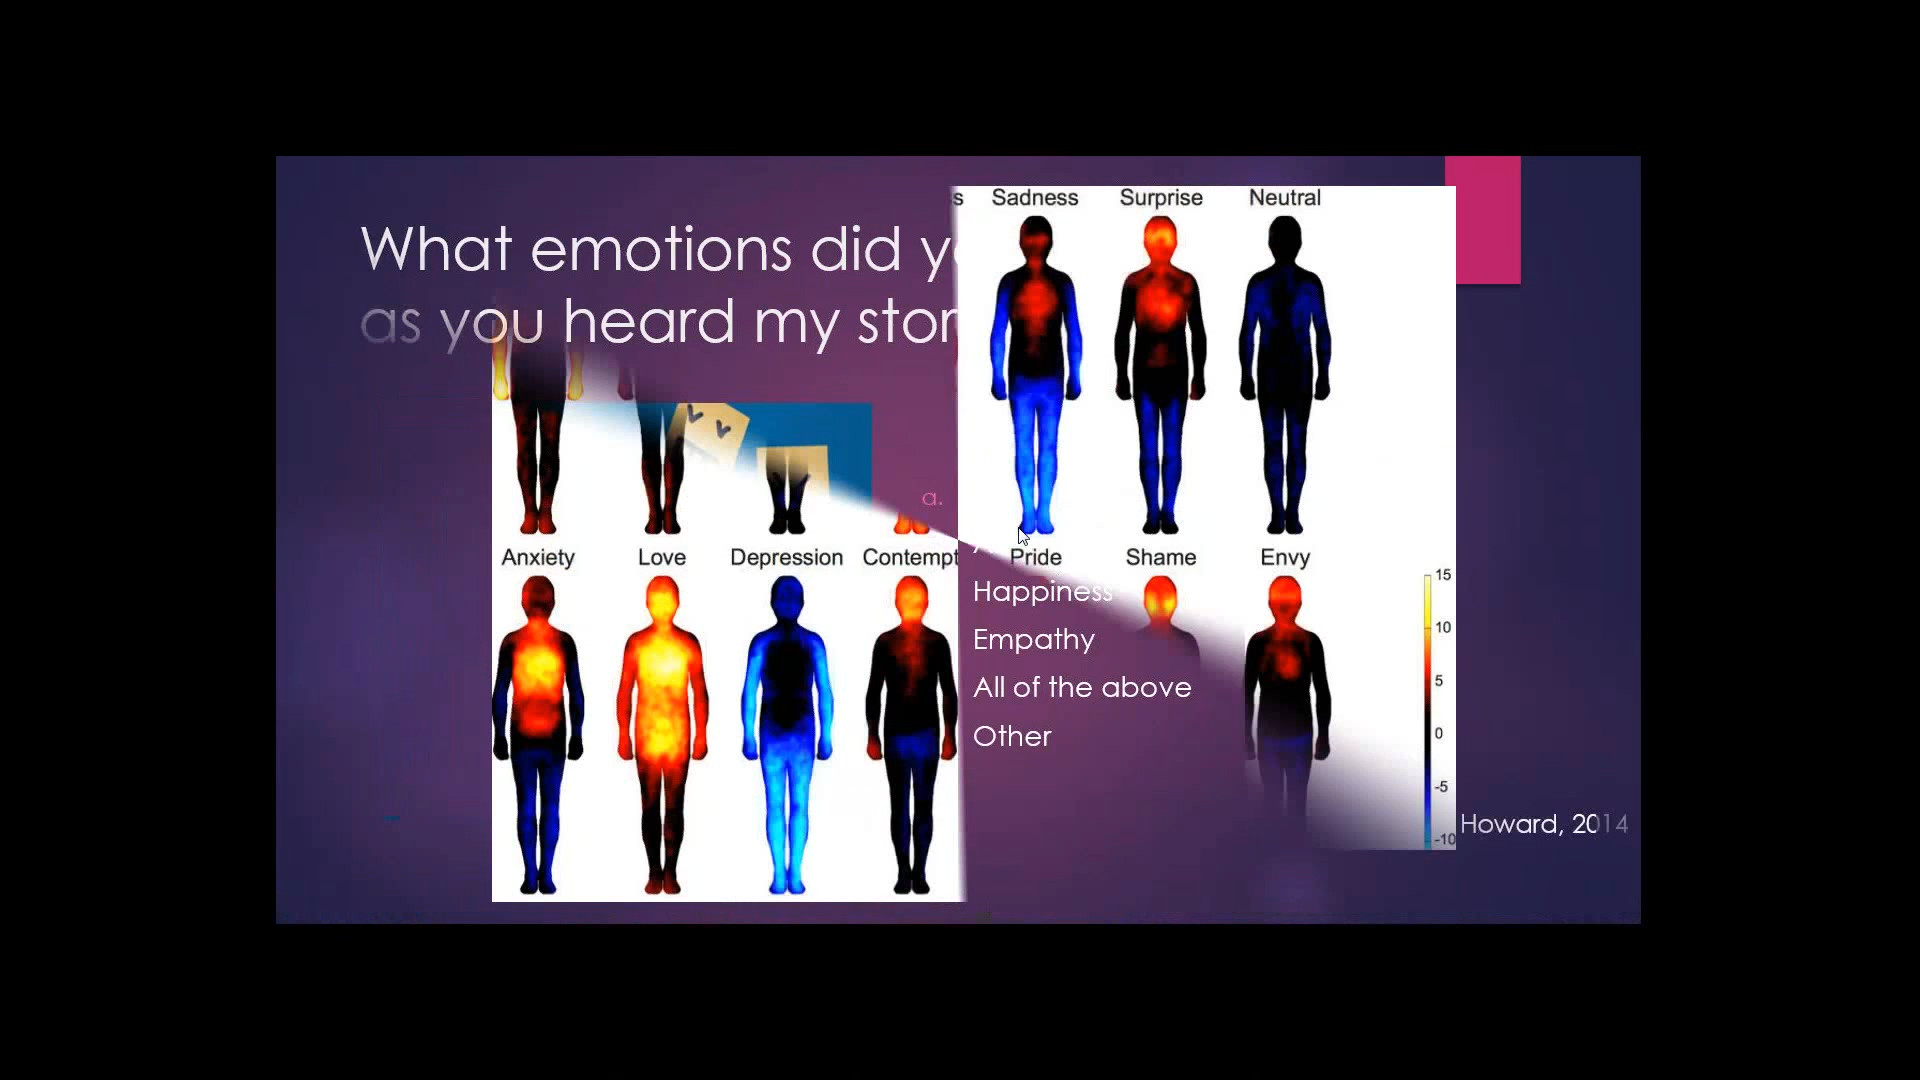 What emotions did y
as you heard my stor
s Sadness Surprise Neutral
a.
Anxiety Love Depression Contempt Pride Shame Envy
Happiness
Empathy
All of the above
Other
15
10
5
0
-5
-10
Howard, 2014